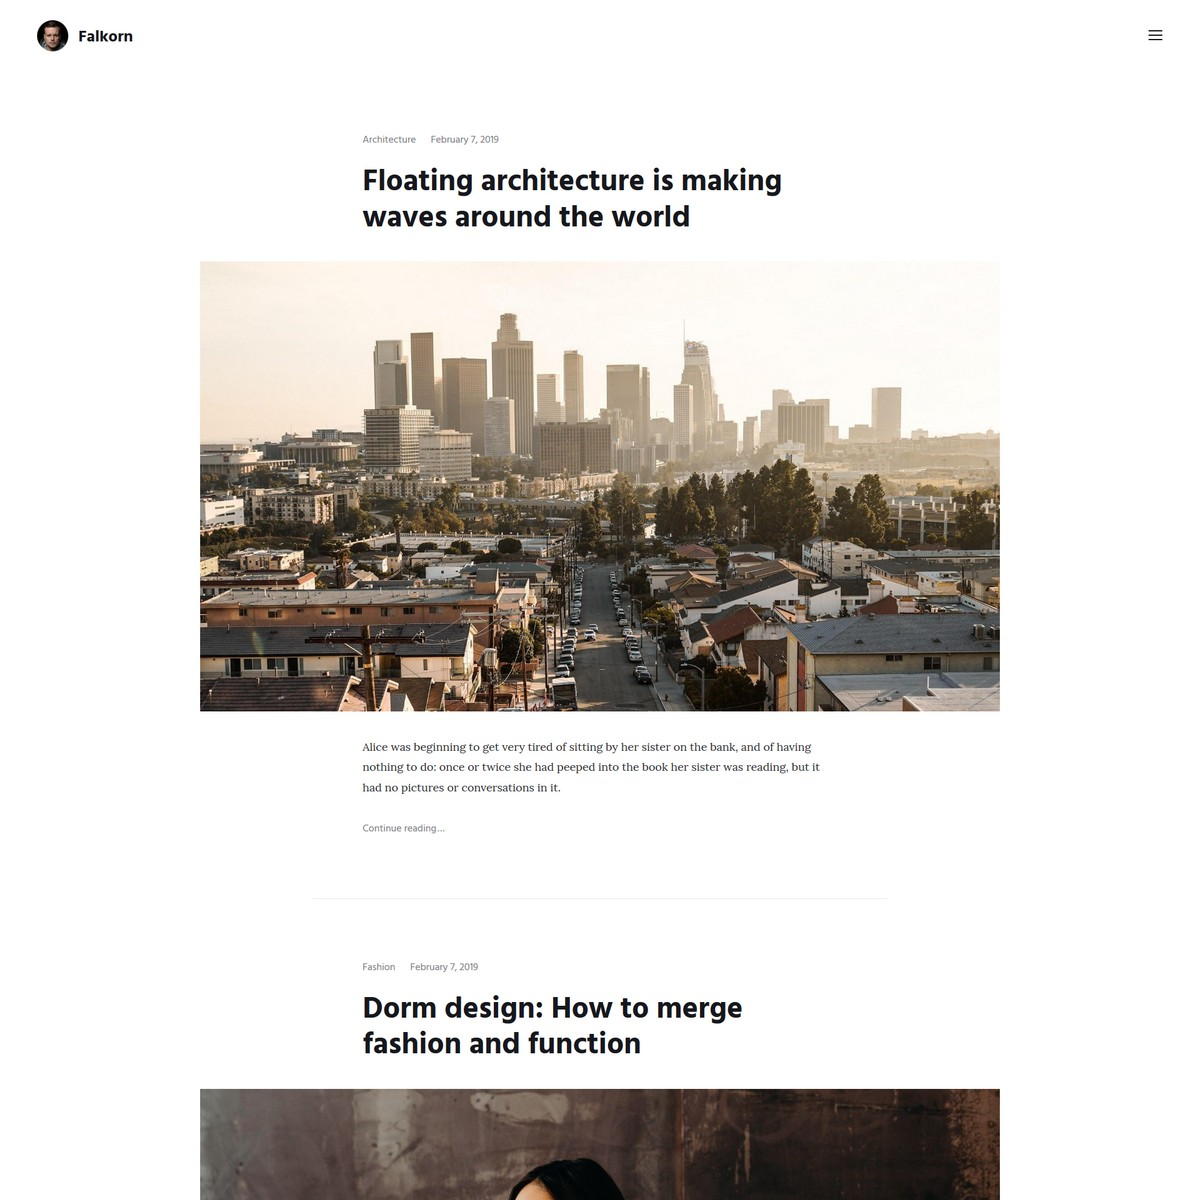 Falkorn
Architecture February 7, 2019
Floating architecture is making
waves around the world
Alice was beginning to get very tired of sitting by her sister on the bank, and of having
nothing to do: once or twice she had peeped into the book her sister was reading, but it
had no pictures or conversations in it.
Continue reading...
Fashion February 7, 2019
Dorm design: How to merge
fashion and function